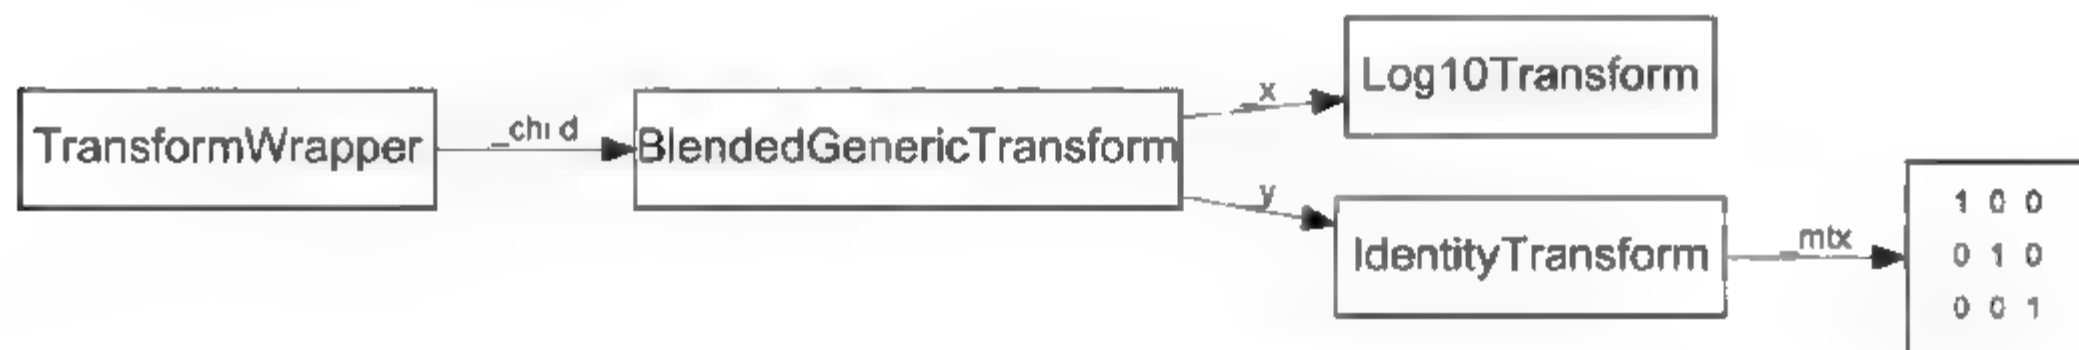 TransformWrapper
_child
BlendedGenericTransform
_x
Log10Transform
_y
IdentityTransform
_mtx
1 0 0
0 1 0
0 0 1